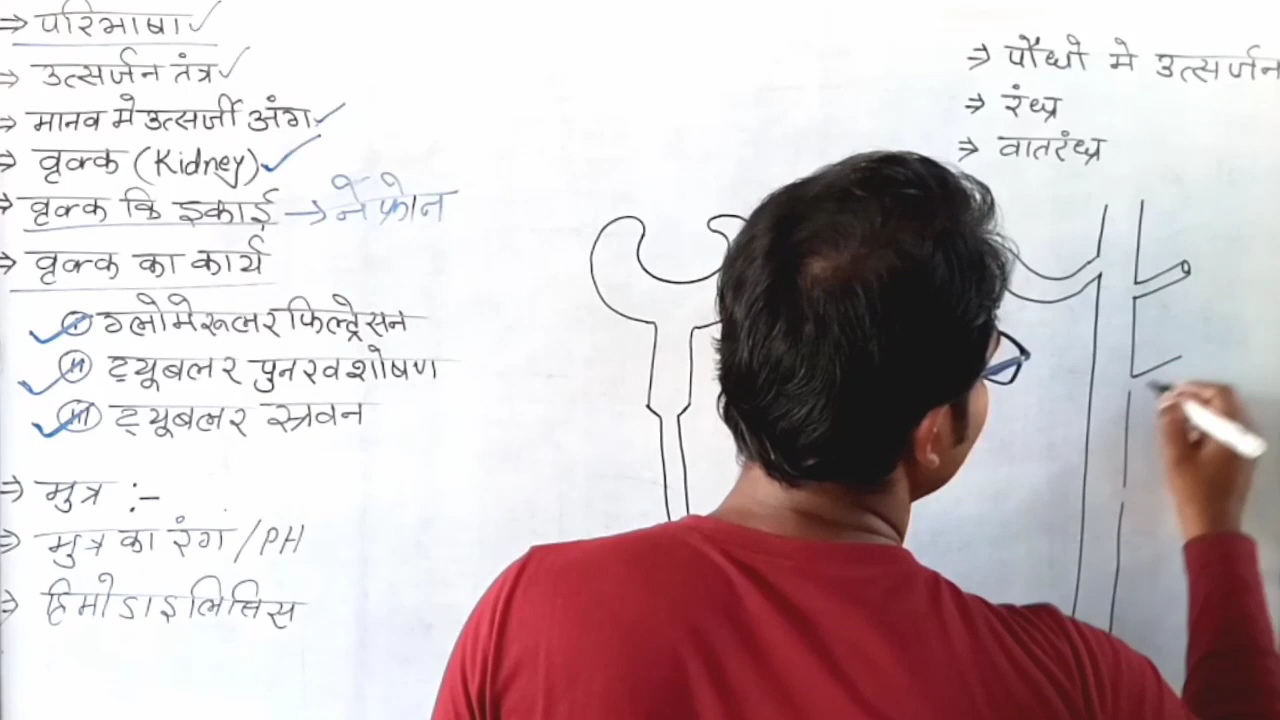 ⇒ परिभाषा ✓
⇒ उत्सर्जन तंत्र ✓
⇒ मानव मे उत्सर्जी अंग ✓
⇒ वृक्क (Kidney) ✓
⇒ वृक्क कि इकाई → नेफ्रोन
⇒ वृक्क का कार्य
(i) ग्लोमेरूलर फिल्ट्रेसन
(ii) ट्यूबलर पुनरवशोषण
(iii) ट्यूबलर स्त्रवन
⇒ मुत्र :-
⇒ मुत्र का रंग / PH
⇒ हिमोडाइलिसिस
⇒ पौधो मे उत्सर्जन
⇒ रंध्र
⇒ वातरंध्र